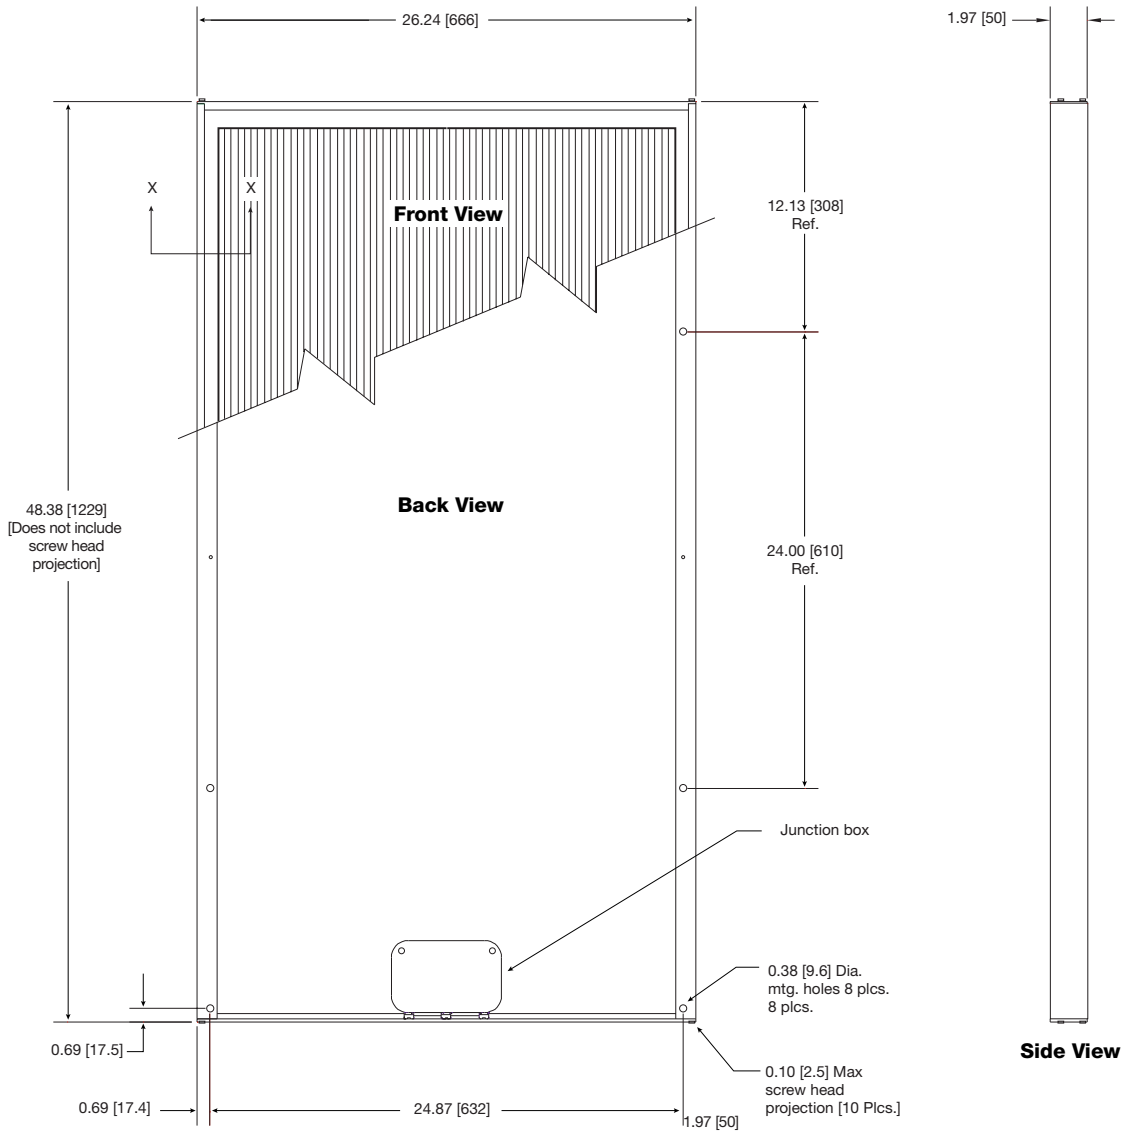 26.24 [666]
1.97 [50]
X
X
Front View
12.13 [308]
Ref.
48.38 [1229]
[Does not include
screw head
projection]
Back View
24.00 [610]
Ref.
Junction box
0.38 [9.6] Dia.
mtg. holes 8 plcs.
8 plcs.
0.69 [17.5]
Side View
0.10 [2.5] Max
screw head
projection [10 Plcs.]
0.69 [17.4]
24.87 [632]
1.97 [50]